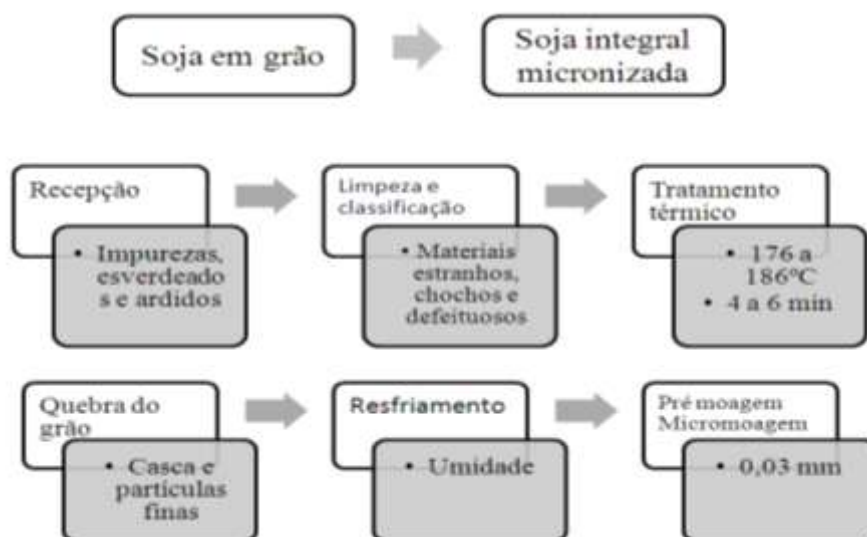 Soja em grão
Soja integral
micronizada
Recepção
• Impurezas,
esverdeado
s e ardidos
Limpeza e
classificação
• Materiais
estranhos,
chochos e
defeituosos
Tratamento
térmico
• 176 a
186ºC
• 4 a 6 min
Quebra do
grão
• Casca e
partículas
finas
Resfriamento
• Umidade
Pré moagem
Micromoagem
• 0,03 mm